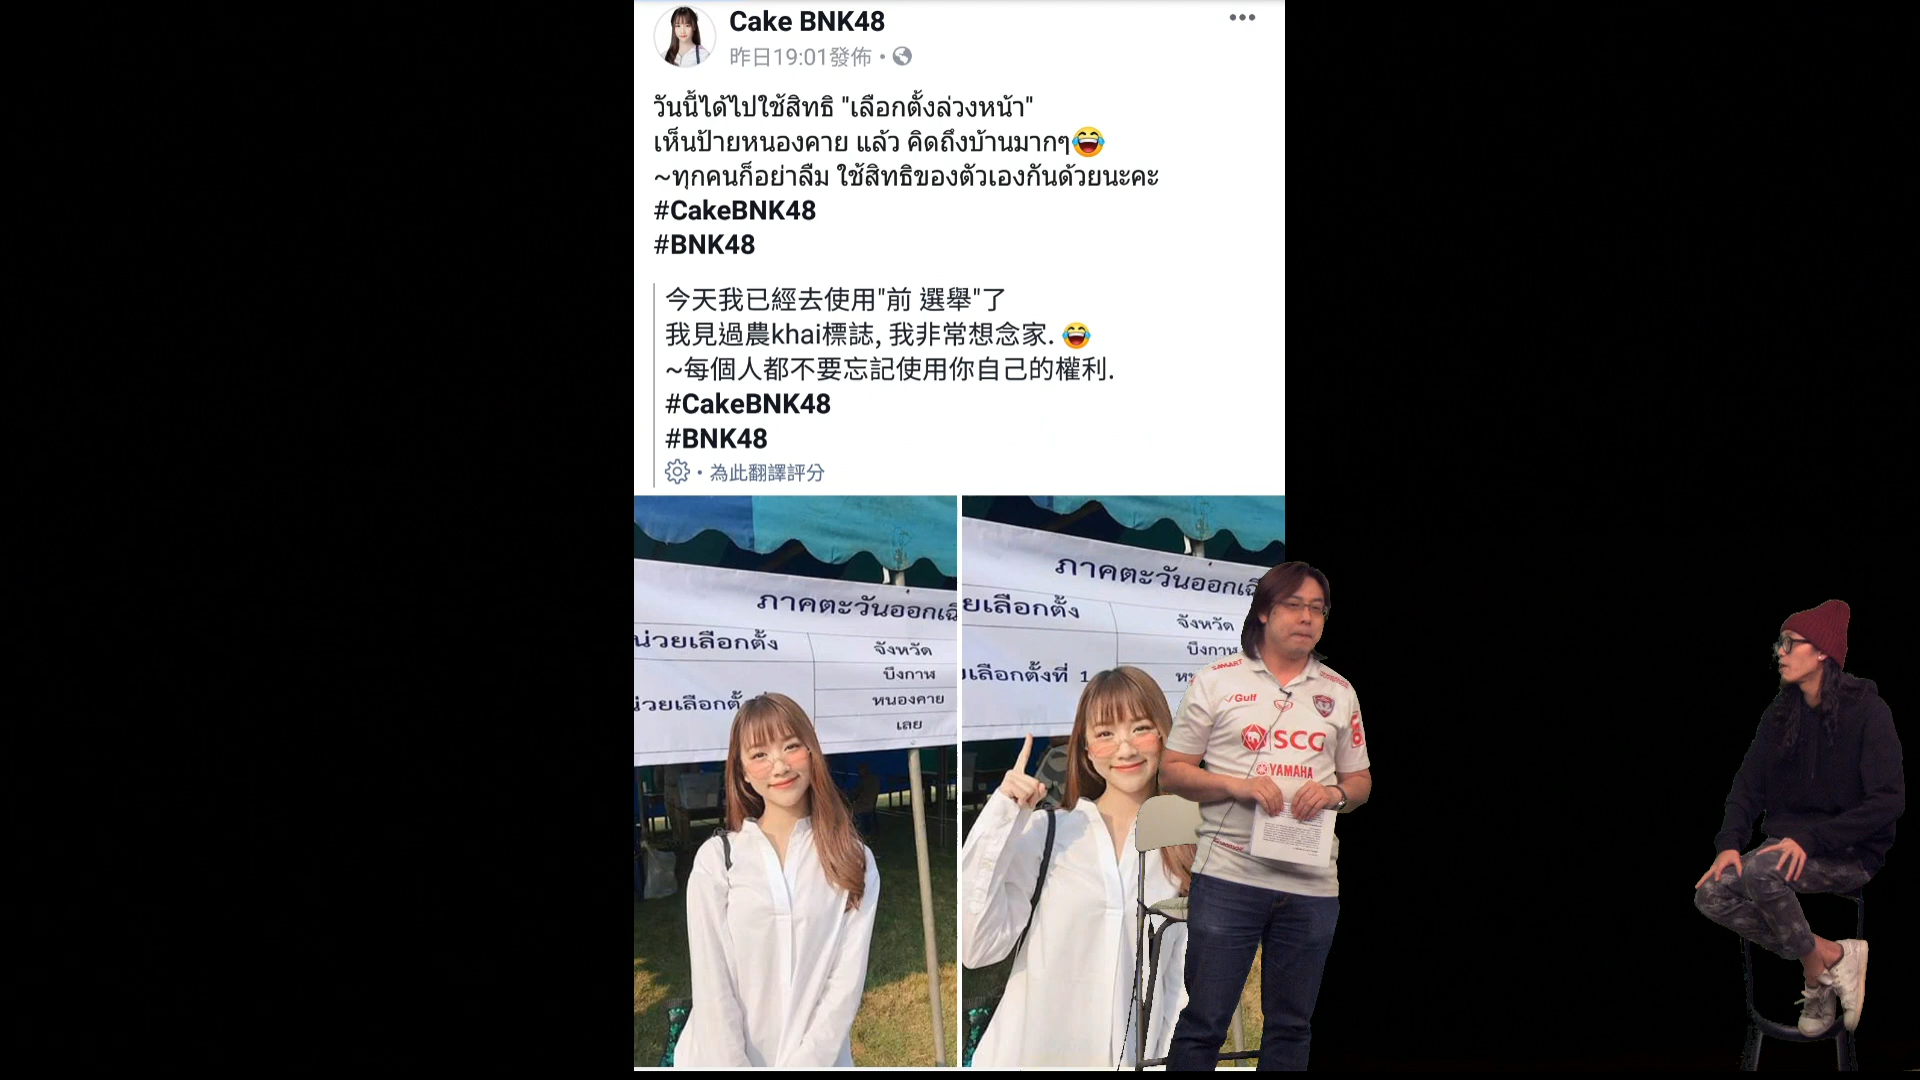 Cake BNK48
昨日19:01發佈
วันนี้ได้ไปใช้สิทธิ "เลือกตั้งล่วงหน้า"
เห็นป้ายหนองคาย แล้ว คิดถึงบ้านมากๆ😂
~ทุกคนก็อย่าลืม ใช้สิทธิของตัวเองกันด้วยนะคะ
#CakeBNK48
#BNK48
今天我已經去使用"前 選舉"了
我見過農khai標誌, 我非常想念家. 😂
~每個人都不要忘記使用你自己的權利.
#CakeBNK48
#BNK48
為此翻譯評分
ภาคตะวันออกเฉี
น่วยเลือกตั้ง
จังหวัด
บึงกาฬ
หนองคาย
เลย
ภาคตะวันออกเ
ยเลือกตั้ง
จังหวัด
บึงกาฬ
เลือกตั้งที่ 1
Gulf
SCG
YAMAHA